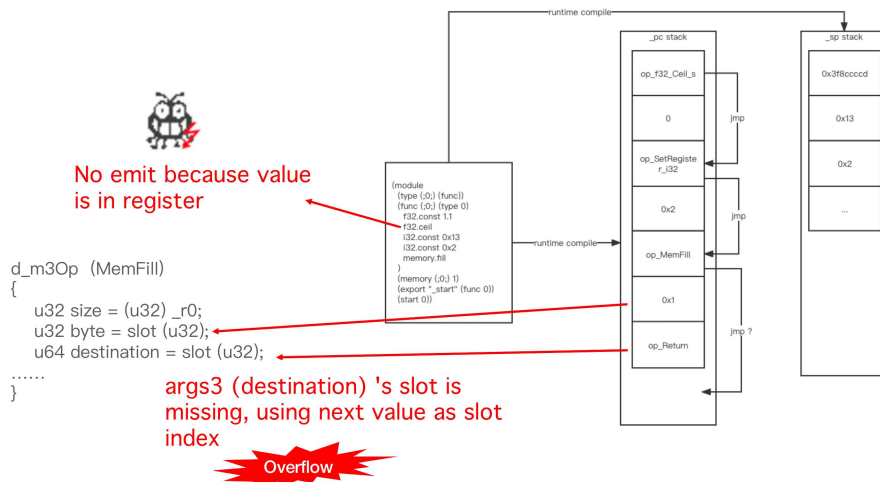 runtime compile
_pc stack
_sp stack
op_f32_Ceil_s
0x3f8ccccd
0
jmp
0x13
No emit because value
is in register
op_SetRegiste
r_i32
0x2
(module
(type (;0;) (func))
(func (;0;) (type 0)
f32.const 1.1
f32.ceil
i32.const 0x13
i32.const 0x2
memory.fill
)
(memory (;0;) 1)
(export "_start" (func 0))
(start 0))
0x2
jmp
...
runtime compile
op_MemFill
d_m3Op (MemFill)
{
u32 size = (u32) _r0;
u32 byte = slot (u32);
u64 destination = slot (u32);
......
}
0x1
jmp ?
op_Return
args3 (destination) 's slot is
missing, using next value as slot
index
Overflow